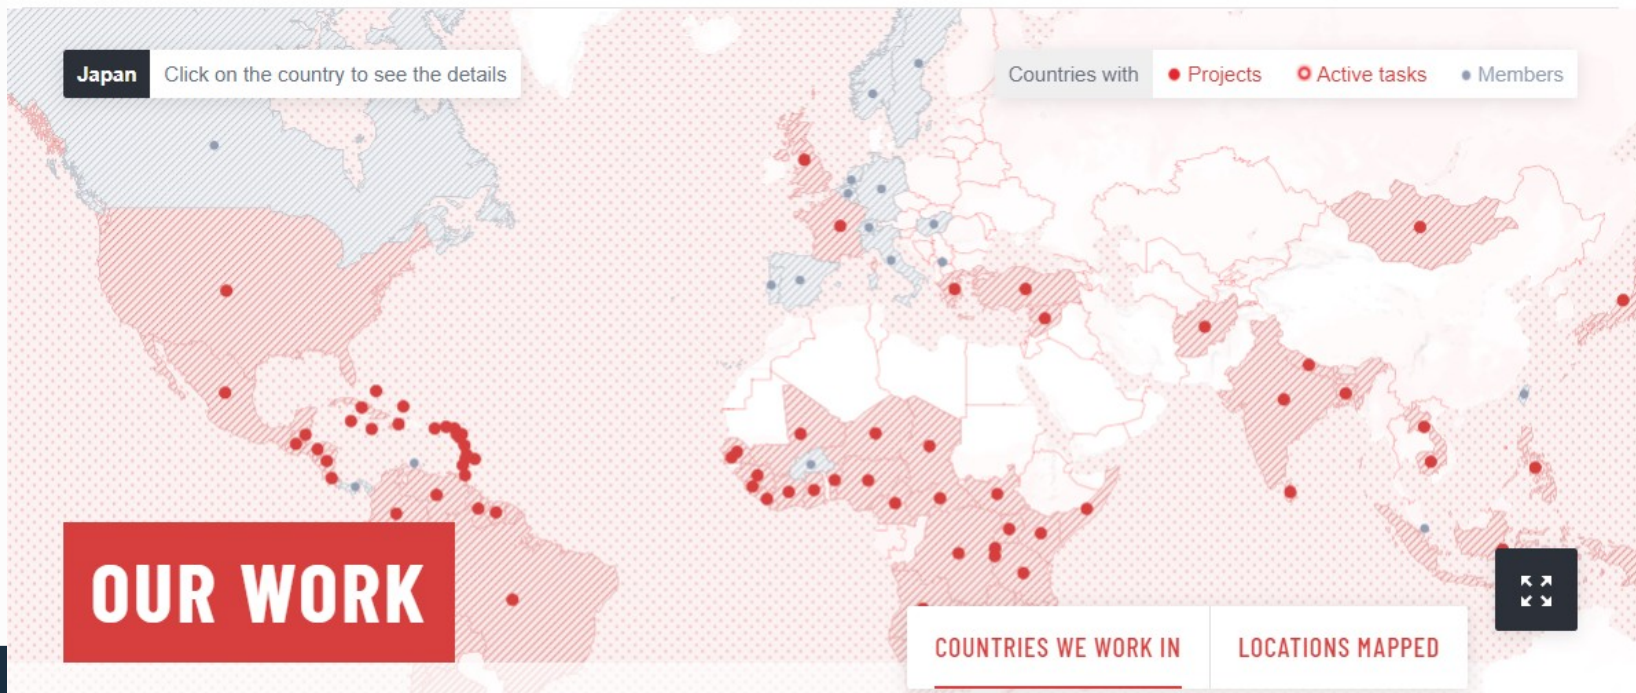 Japan Click on the country to see the details
Countries with Projects Active tasks Members
OUR WORK
COUNTRIES WE WORK IN LOCATIONS MAPPED